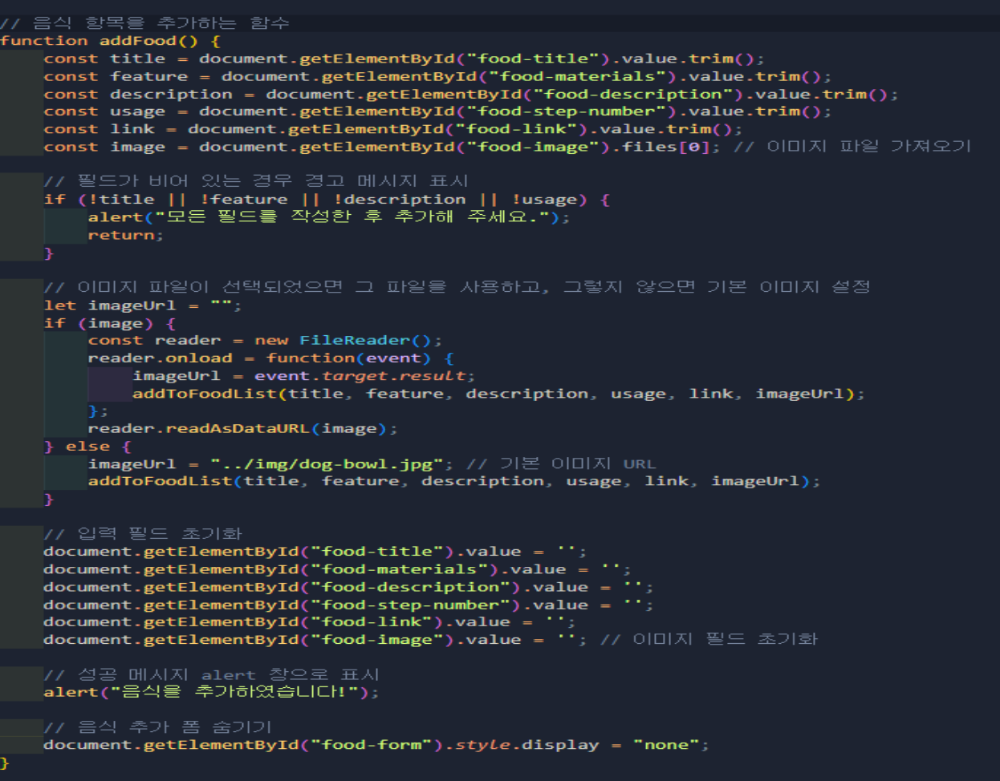 // 음식 항목을 추가하는 함수
function addFood() {
    const title = document.getElementById("food-title").value.trim();
    const feature = document.getElementById("food-materials").value.trim();
    const description = document.getElementById("food-description").value.trim();
    const usage = document.getElementById("food-step-number").value.trim();
    const link = document.getElementById("food-link").value.trim();
    const image = document.getElementById("food-image").files[0]; // 이미지 파일 가져오기

    // 필드가 비어 있는 경우 경고 메시지 표시
    if (!title || !feature || !description || !usage) {
        alert("모든 필드를 작성한 후 추가해 주세요.");
        return;
    }

    // 이미지 파일이 선택되었으면 그 파일을 사용하고, 그렇지 않으면 기본 이미지 설정
    let imageUrl = "";
    if (image) {
        const reader = new FileReader();
        reader.onload = function(event) {
            imageUrl = event.target.result;
            addToFoodList(title, feature, description, usage, link, imageUrl);
        };
        reader.readAsDataURL(image);
    } else {
        imageUrl = "../img/dog-bowl.jpg"; // 기본 이미지 URL
        addToFoodList(title, feature, description, usage, link, imageUrl);
    }

    // 입력 필드 초기화
    document.getElementById("food-title").value = '';
    document.getElementById("food-materials").value = '';
    document.getElementById("food-description").value = '';
    document.getElementById("food-step-number").value = '';
    document.getElementById("food-link").value = '';
    document.getElementById("food-image").value = ''; // 이미지 필드 초기화

    // 성공 메시지 alert 창으로 표시
    alert("음식을 추가하였습니다!");

    // 음식 추가 폼 숨기기
    document.getElementById("food-form").style.display = "none";
}